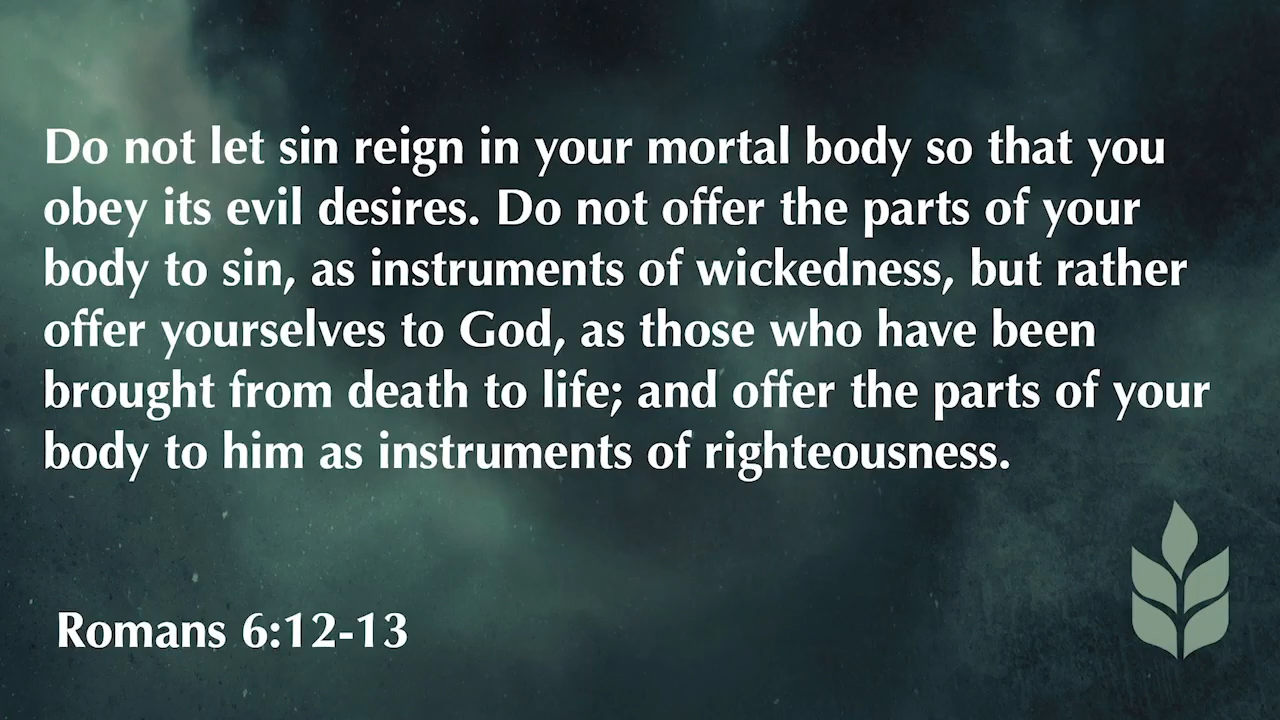 Do not let sin reign in your mortal body so that you
obey its evil desires. Do not offer the parts of your
body to sin, as instruments of wickedness, but rather
offer yourselves to God, as those who have been
brought from death to life; and offer the parts of your
body to him as instruments of righteousness.
Romans 6:12-13